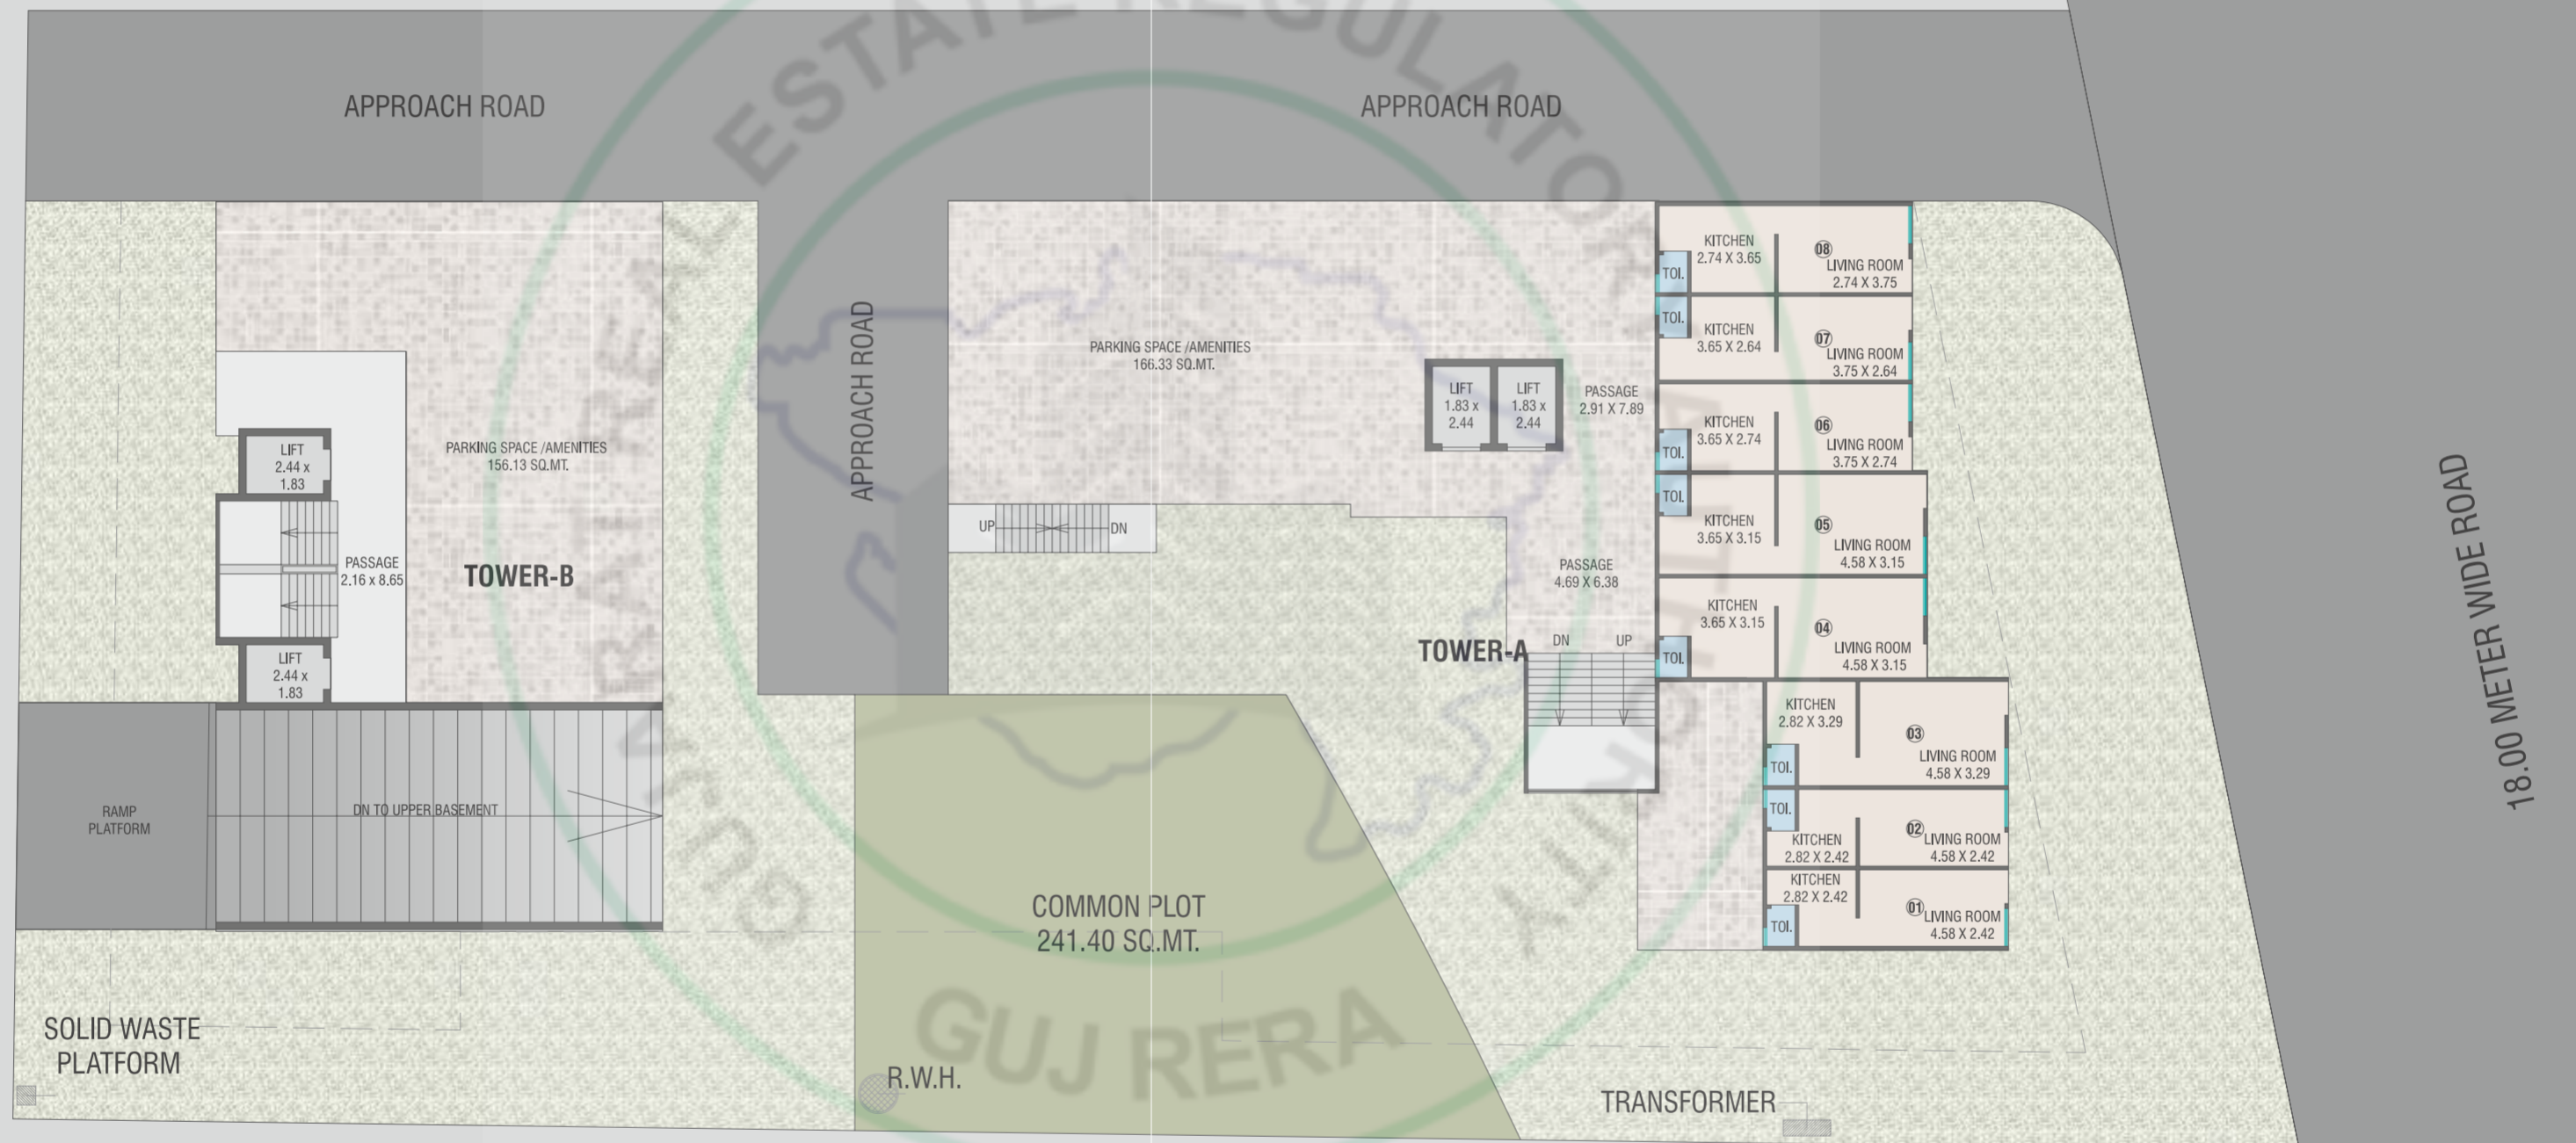 APPROACH ROAD
APPROACH ROAD
APPROACH ROAD
18.00 METER WIDE ROAD
PARKING SPACE /AMENITIES
156.13 SQ.MT.
LIFT
2.44 x
1.83
PASSAGE
2.16 x 8.65
TOWER-B
LIFT
2.44 x
1.83
RAMP
PLATFORM
DN TO UPPER BASEMENT
SOLID WASTE
PLATFORM
PARKING SPACE /AMENITIES
166.33 SQ.MT.
LIFT
1.83 x
2.44
LIFT
1.83 x
2.44
PASSAGE
2.91 X 7.89
UP
DN
PASSAGE
4.69 X 6.38
TOWER-A
DN
UP
KITCHEN
2.74 X 3.65
TOI.
08
LIVING ROOM
2.74 X 3.75
TOI.
KITCHEN
3.65 X 2.64
07
LIVING ROOM
3.75 X 2.64
KITCHEN
3.65 X 2.74
TOI.
06
LIVING ROOM
3.75 X 2.74
TOI.
KITCHEN
3.65 X 3.15
05
LIVING ROOM
4.58 X 3.15
KITCHEN
3.65 X 3.15
TOI.
04
LIVING ROOM
4.58 X 3.15
KITCHEN
2.82 X 3.29
TOI.
03
LIVING ROOM
4.58 X 3.29
TOI.
KITCHEN
2.82 X 2.42
02
LIVING ROOM
4.58 X 2.42
KITCHEN
2.82 X 2.42
TOI.
01
LIVING ROOM
4.58 X 2.42
COMMON PLOT
241.40 SQ.MT.
R.W.H.
TRANSFORMER
GUJARAT REAL ESTATE REGULATORY AUTHORITY
GUJ RERA